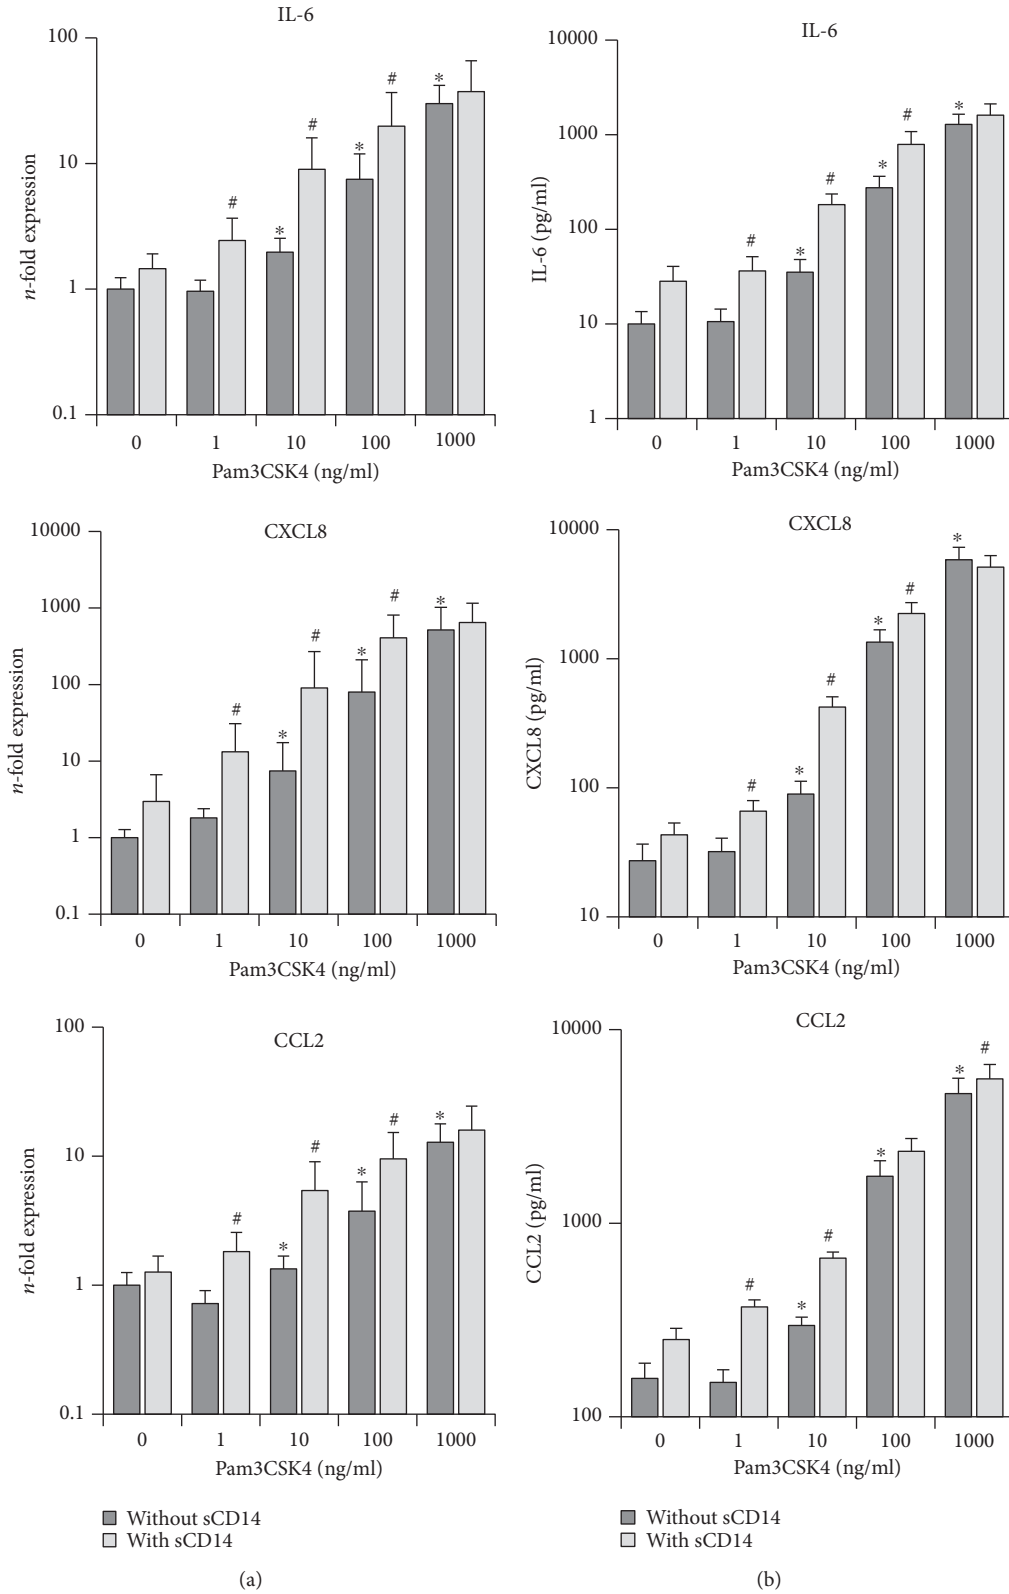 IL-6
100
10
1
0.1
n-fold expression
# # # * * *
0 1 10 100 1000
Pam3CSK4 (ng/ml)
IL-6
10000
1000
100
10
1
IL-6 (pg/ml)
# * # * # *
0 1 10 100 1000
Pam3CSK4 (ng/ml)
CXCL8
10000
1000
100
10
1
0.1
n-fold expression
# * # * # *
0 1 10 100 1000
Pam3CSK4 (ng/ml)
CXCL8
10000
1000
100
10
CXCL8 (pg/ml)
# * # * # *
0 1 10 100 1000
Pam3CSK4 (ng/ml)
CCL2
100
10
1
0.1
n-fold expression
# * # * # *
0 1 10 100 1000
Pam3CSK4 (ng/ml)
Without sCD14
With sCD14
(a)
CCL2
10000
1000
100
CCL2 (pg/ml)
# * # * * #
0 1 10 100 1000
Pam3CSK4 (ng/ml)
Without sCD14
With sCD14
(b)